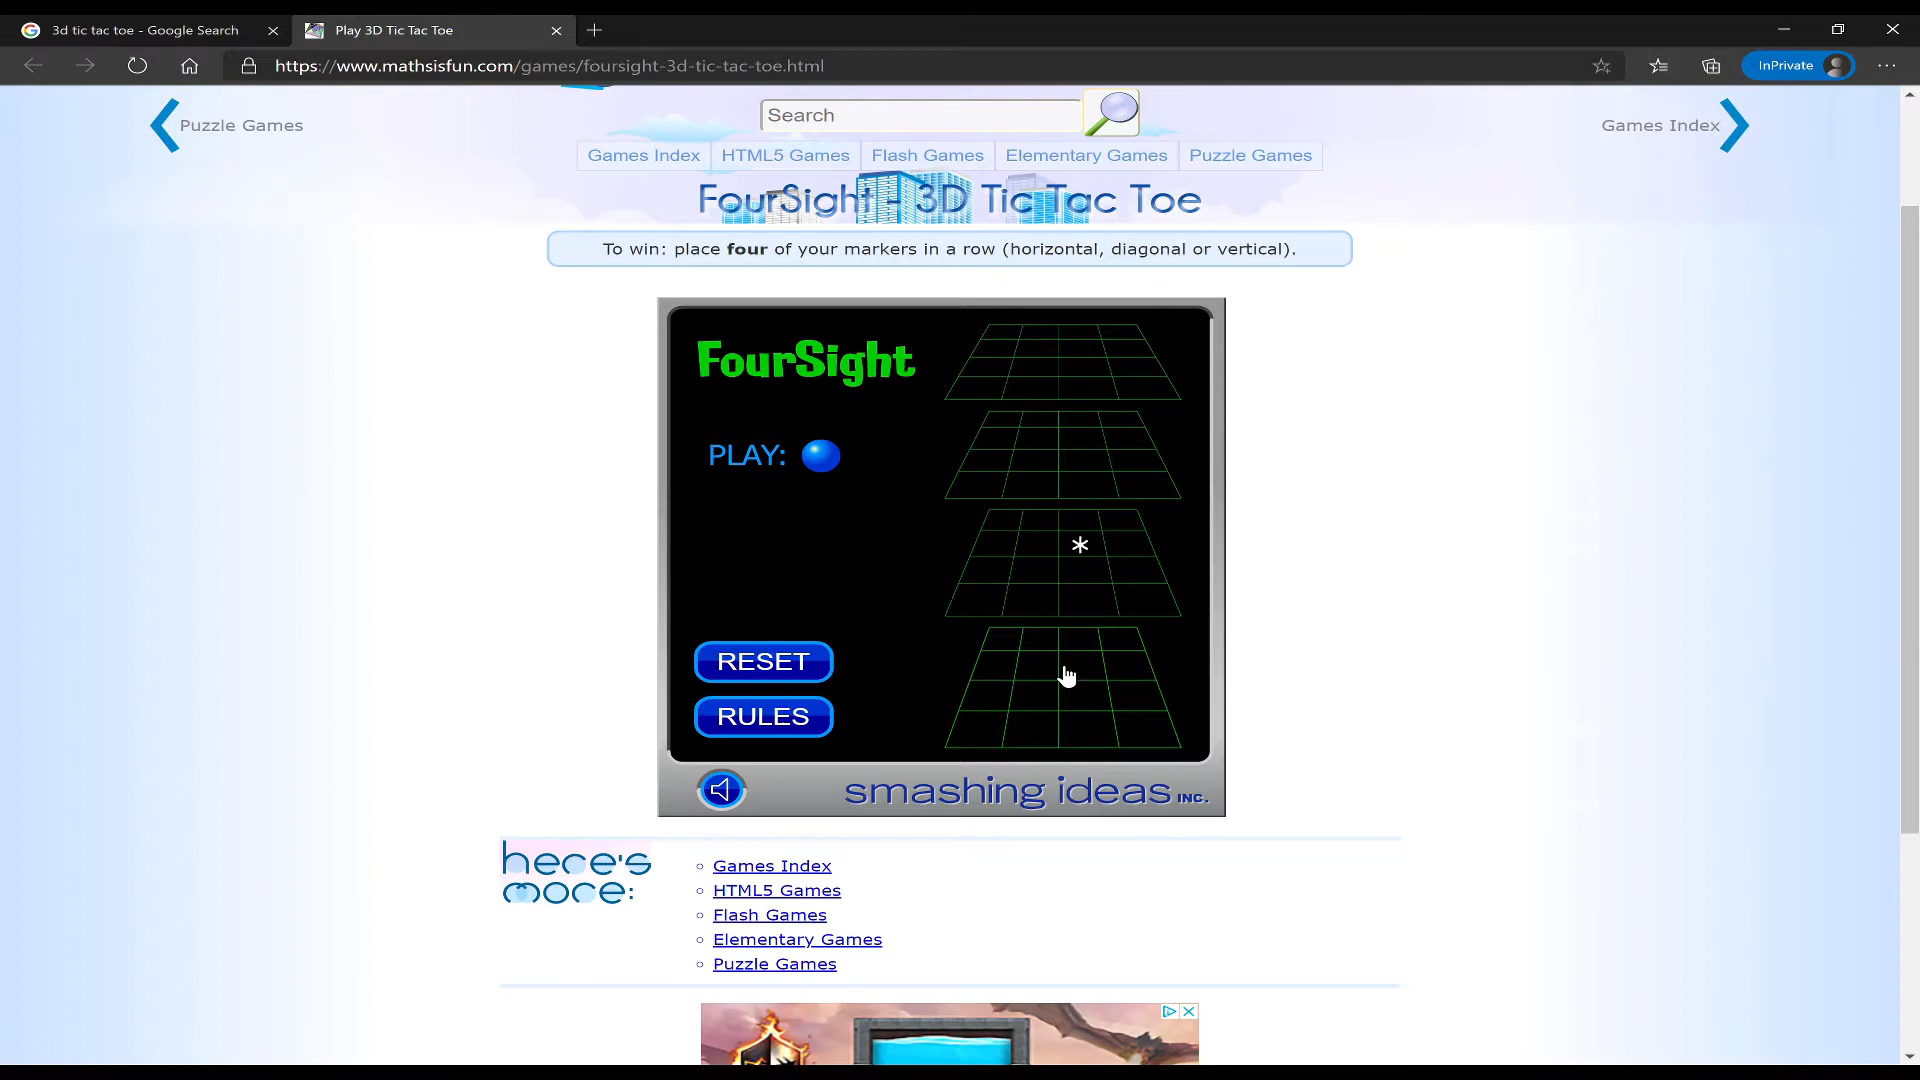 3d tic tac toe - Google Search
Play 3D Tic Tac Toe
https://www.mathsisfun.com/games/foursight-3d-tic-tac-toe.html
InPrivate
Puzzle Games
Search
Games Index
Games Index
HTML5 Games
Flash Games
Elementary Games
Puzzle Games
FourSight - 3D Tic Tac Toe
To win: place four of your markers in a row (horizontal, diagonal or vertical).
FourSight
PLAY:
*
RESET
RULES
smashing ideas INC.
here's
more:
Games Index
HTML5 Games
Flash Games
Elementary Games
Puzzle Games